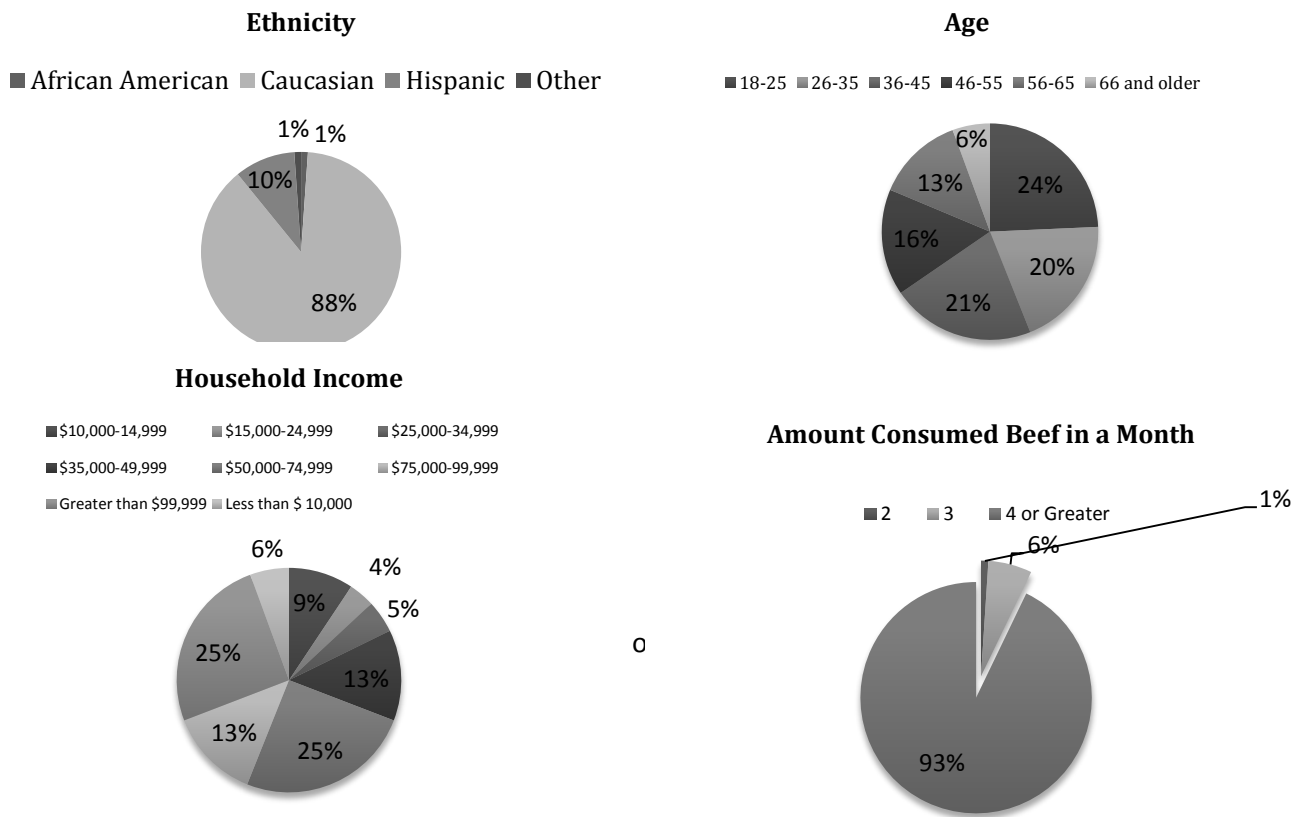 Ethnicity
African American Caucasian Hispanic Other
1% 1%
10%
88%
Age
18-25 26-35 36-45 46-55 56-65 66 and older
6%
24%
13%
16%
20%
21%
Household Income
$10,000-14,999 $15,000-24,999 $25,000-34,999
$35,000-49,999 $50,000-74,999 $75,000-99,999
Greater than $99,999 Less than $ 10,000
6%
4%
9%
5%
25%
13%
13%
25%
o
Amount Consumed Beef in a Month
2 3 4 or Greater
1%
6%
93%